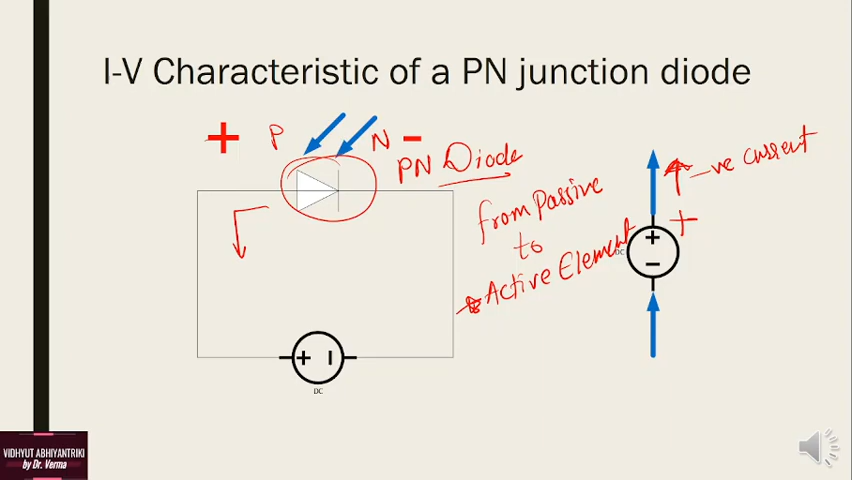 I-V Characteristic of a PN junction diode
+ P N -
PN Diode
-ve current
from Passive
to
Active Element
+
+
-
DC
+ I
DC
VIDHYUT ABHIYANTRIKI
by Dr. Verma